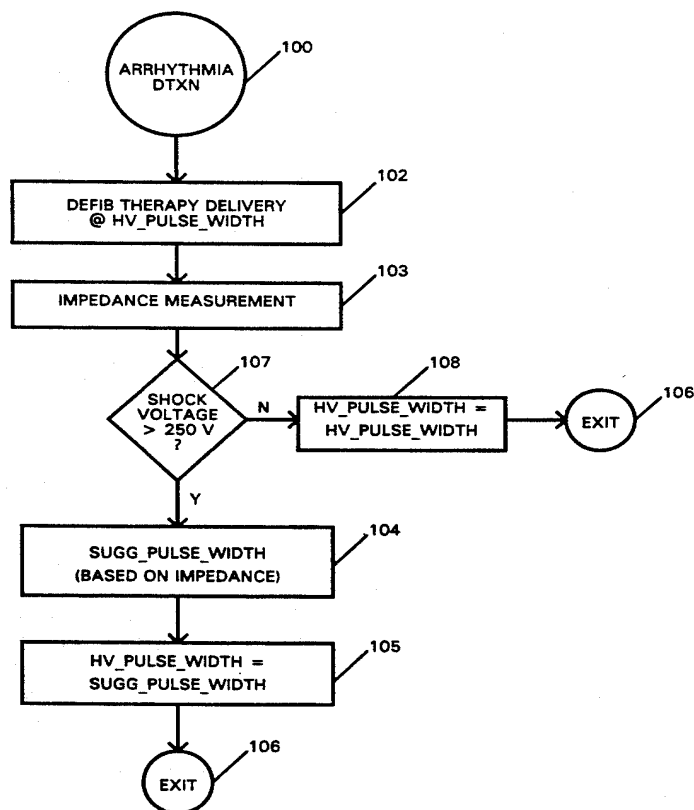 100
ARRHYTHMIA
DTXN
102
DEFIB THERAPY DELIVERY
@ HV_PULSE_WIDTH
103
IMPEDANCE MEASUREMENT
107
SHOCK
VOLTAGE
> 250 V
?
N
108
HV_PULSE_WIDTH =
HV_PULSE_WIDTH
106
EXIT
Y
104
SUGG_PULSE_WIDTH
(BASED ON IMPEDANCE)
105
HV_PULSE_WIDTH =
SUGG_PULSE_WIDTH
106
EXIT